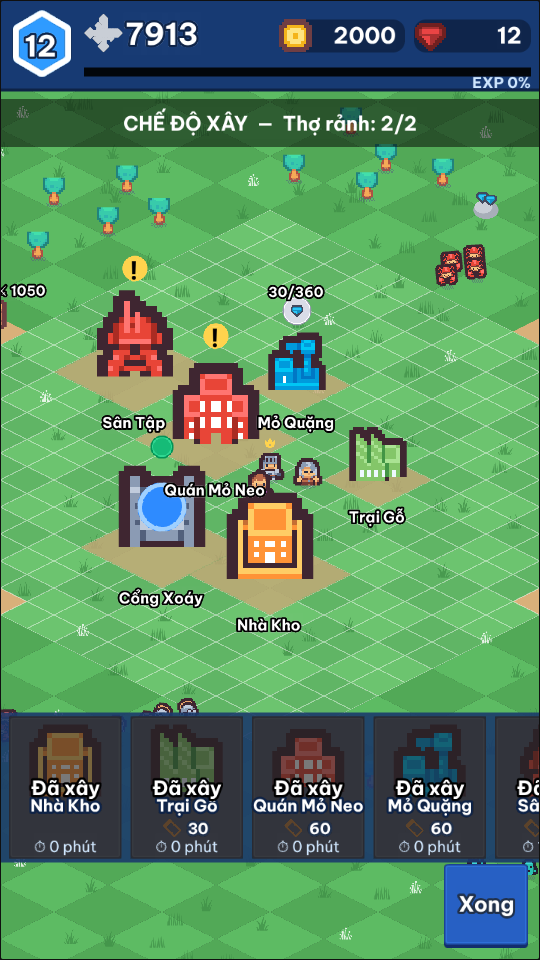 12
7913
2000
12
EXP 0%
CHẾ ĐỘ XÂY — Thợ rảnh: 2/2
1050
!
30/360
!
Sân Tập
Mỏ Quặng
Quán Mỏ Neo
Trại Gỗ
Cổng Xoáy
Nhà Kho
Đã xây
Nhà Kho
0 phút
Đã xây
Trại Gỗ
30
0 phút
Đã xây
Quán Mỏ Neo
60
0 phút
Đã xây
Mỏ Quặng
60
0 phút
Xong